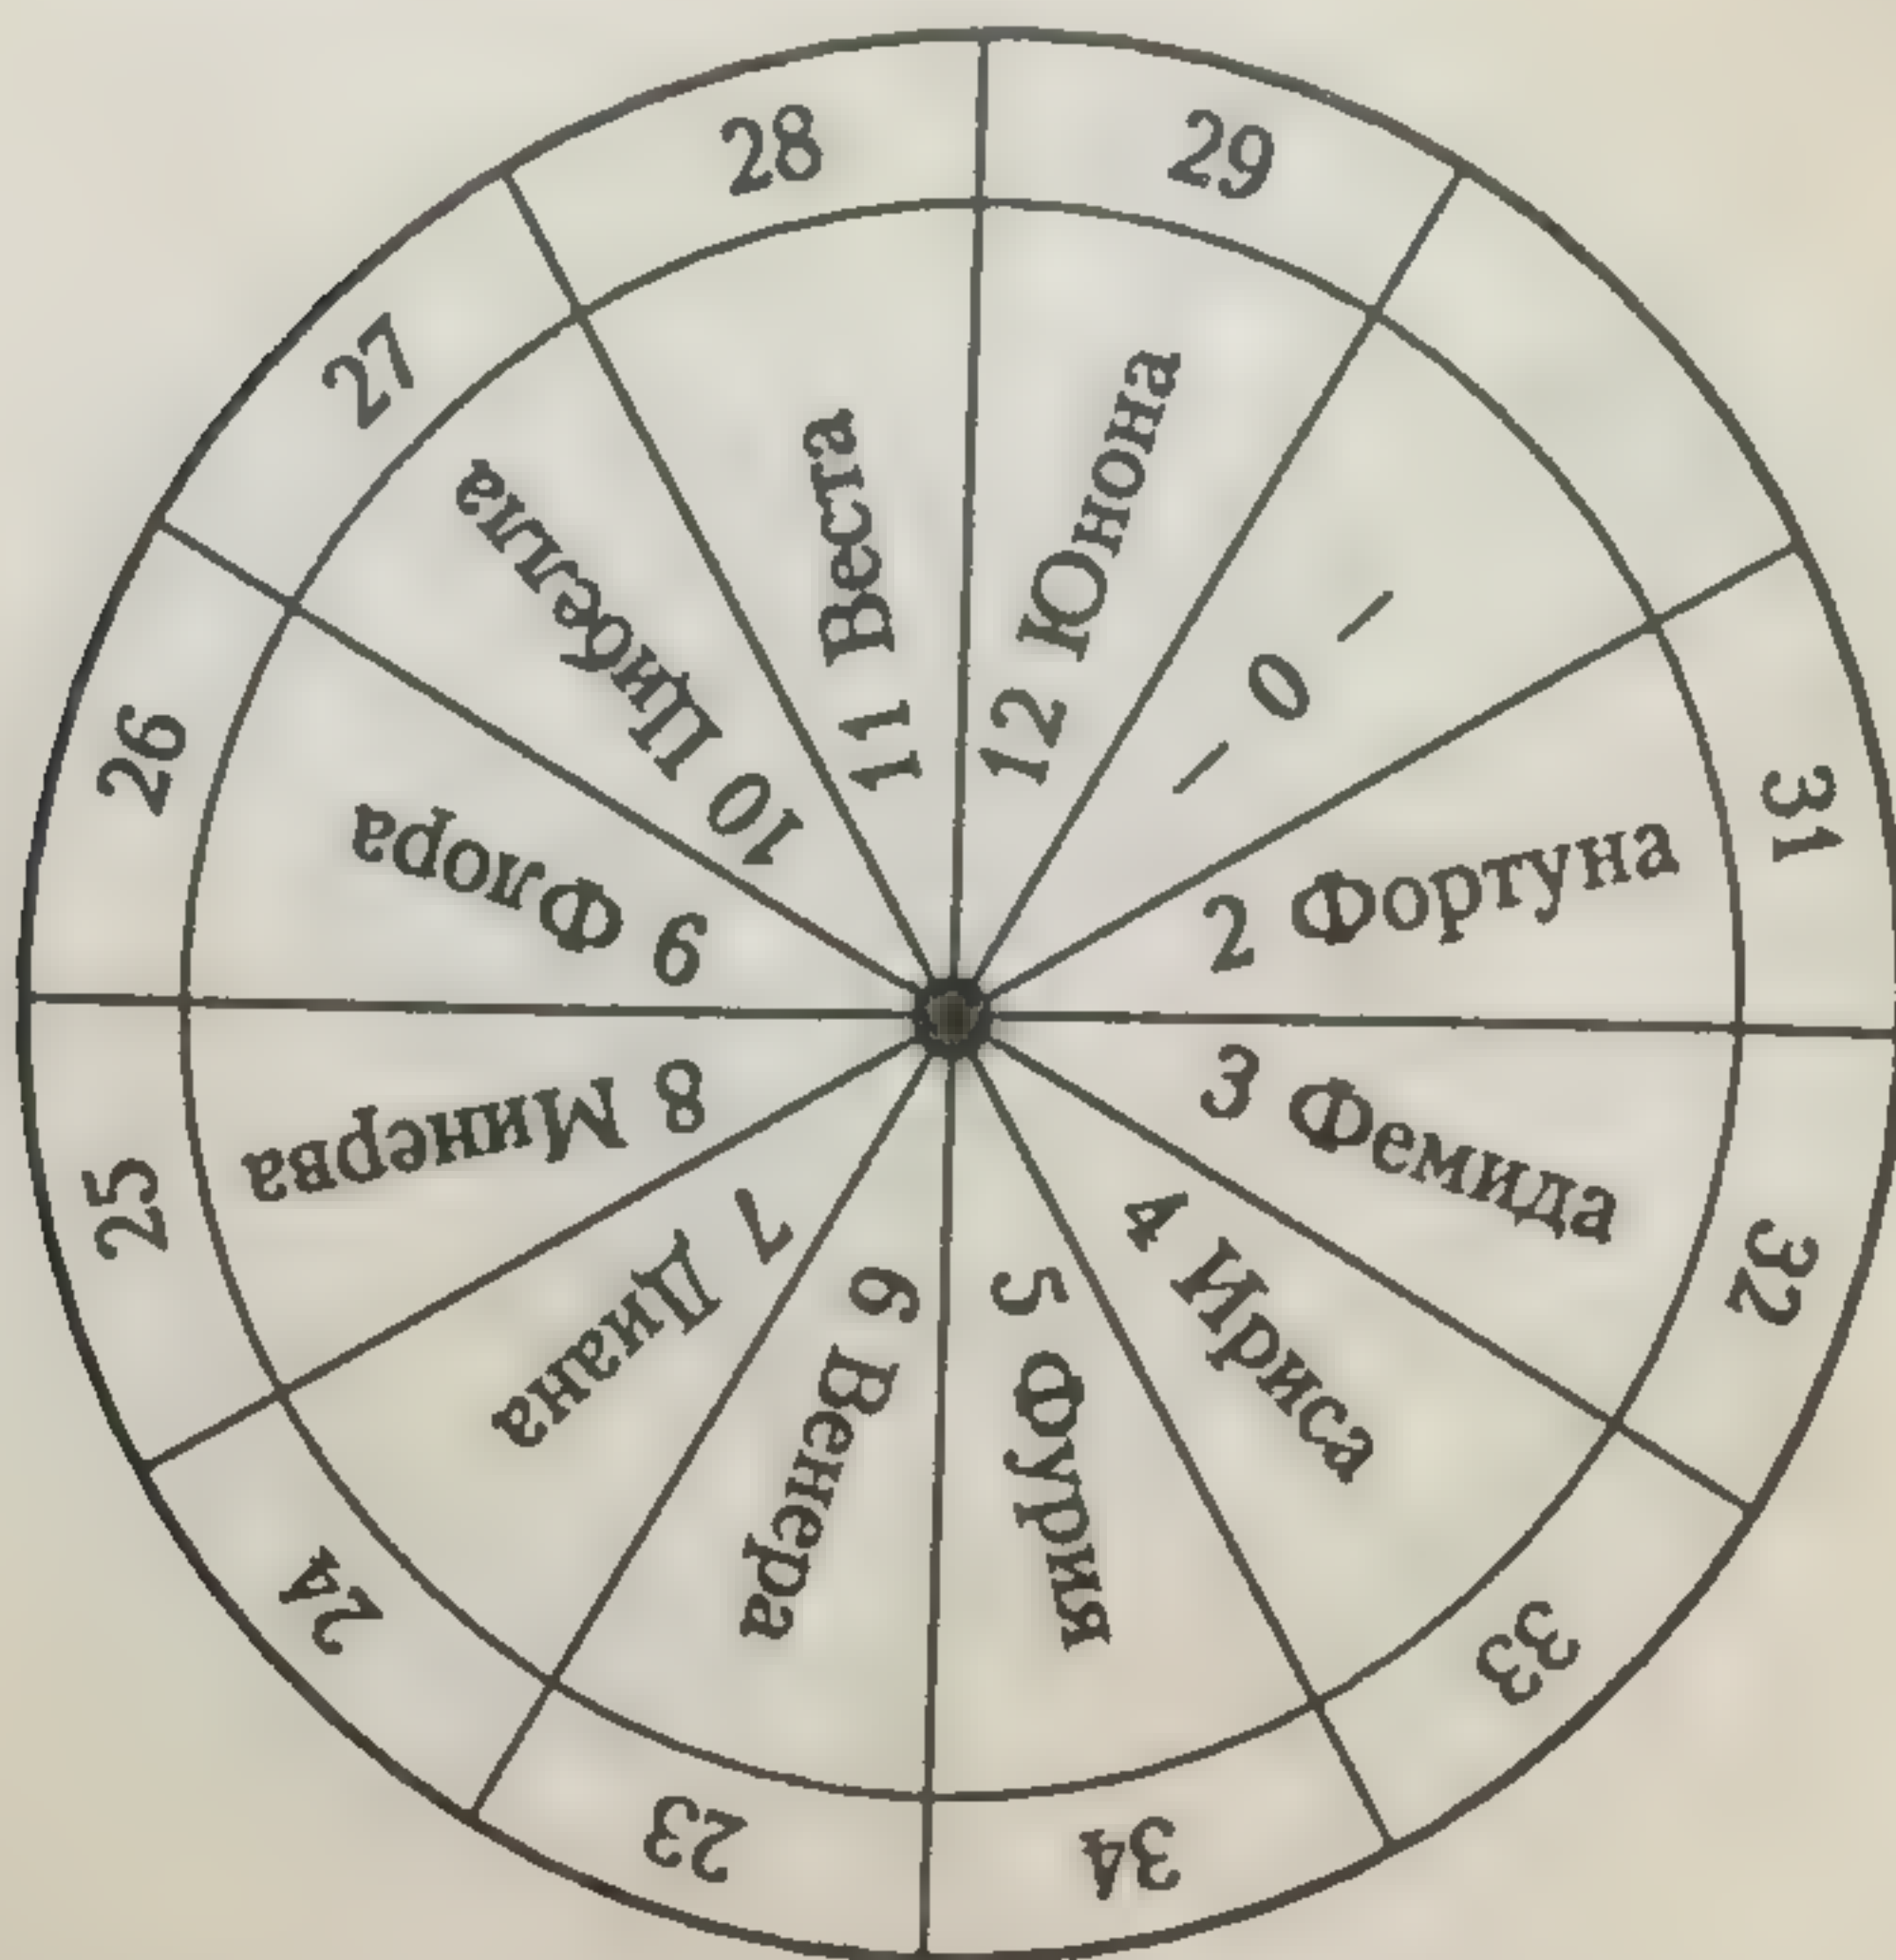 28
29
31
32
33
34
23
24
25
26
27
– 0 –
2 Фортуна
3 Фемида
4 Ириса
5 Фурия
6 Венера
7 Диана
8 Минерва
9 Флора
10 Цибелла
11 Веста
12 Юнона